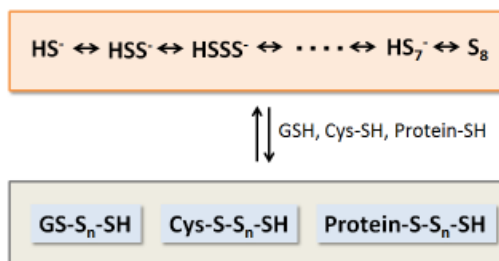 HS⁻ ↔ HSS⁻ ↔ HSSS⁻ ↔ ···· ↔ HS₇⁻ ↔ S₈
GSH, Cys-SH, Protein-SH
GS-Sₙ-SH Cys-S-Sₙ-SH Protein-S-Sₙ-SH